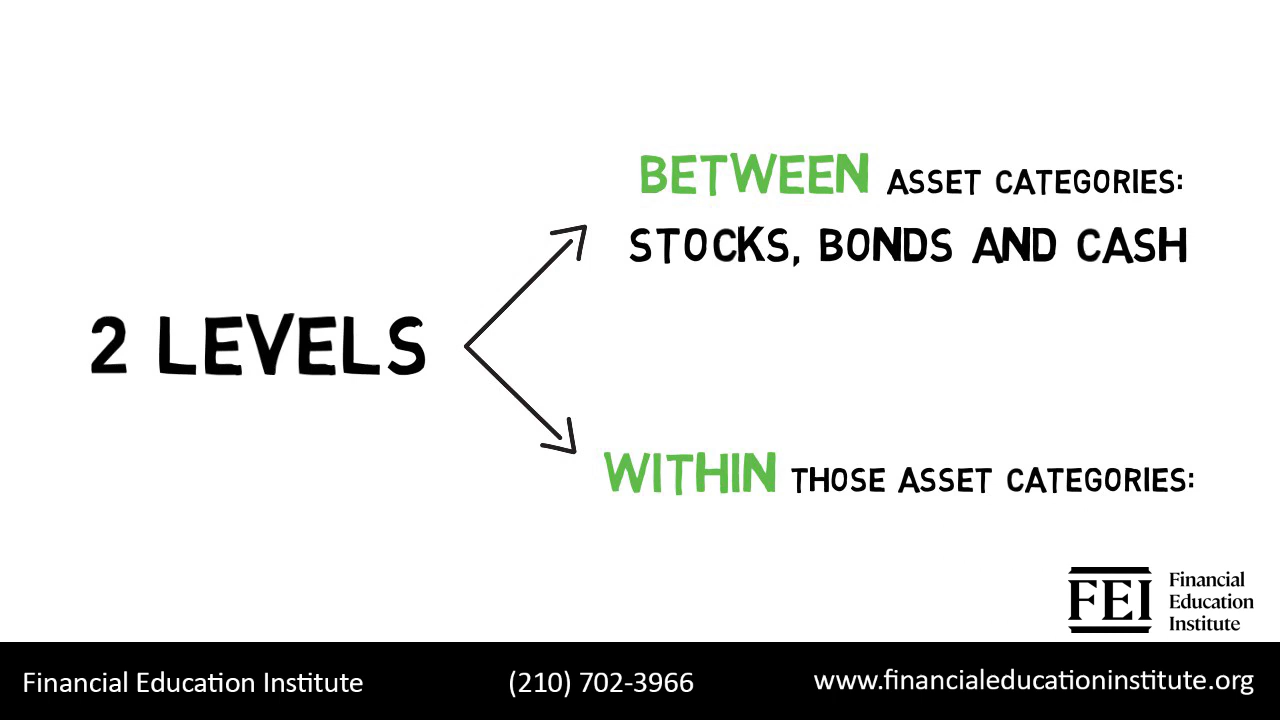 2 LEVELS
BETWEEN ASSET CATEGORIES:
STOCKS, BONDS AND CASH
WITHIN THOSE ASSET CATEGORIES:
FEI
Financial
Education
Institute
Financial Education Institute
(210) 702-3966
www.financialeducationinstitute.org